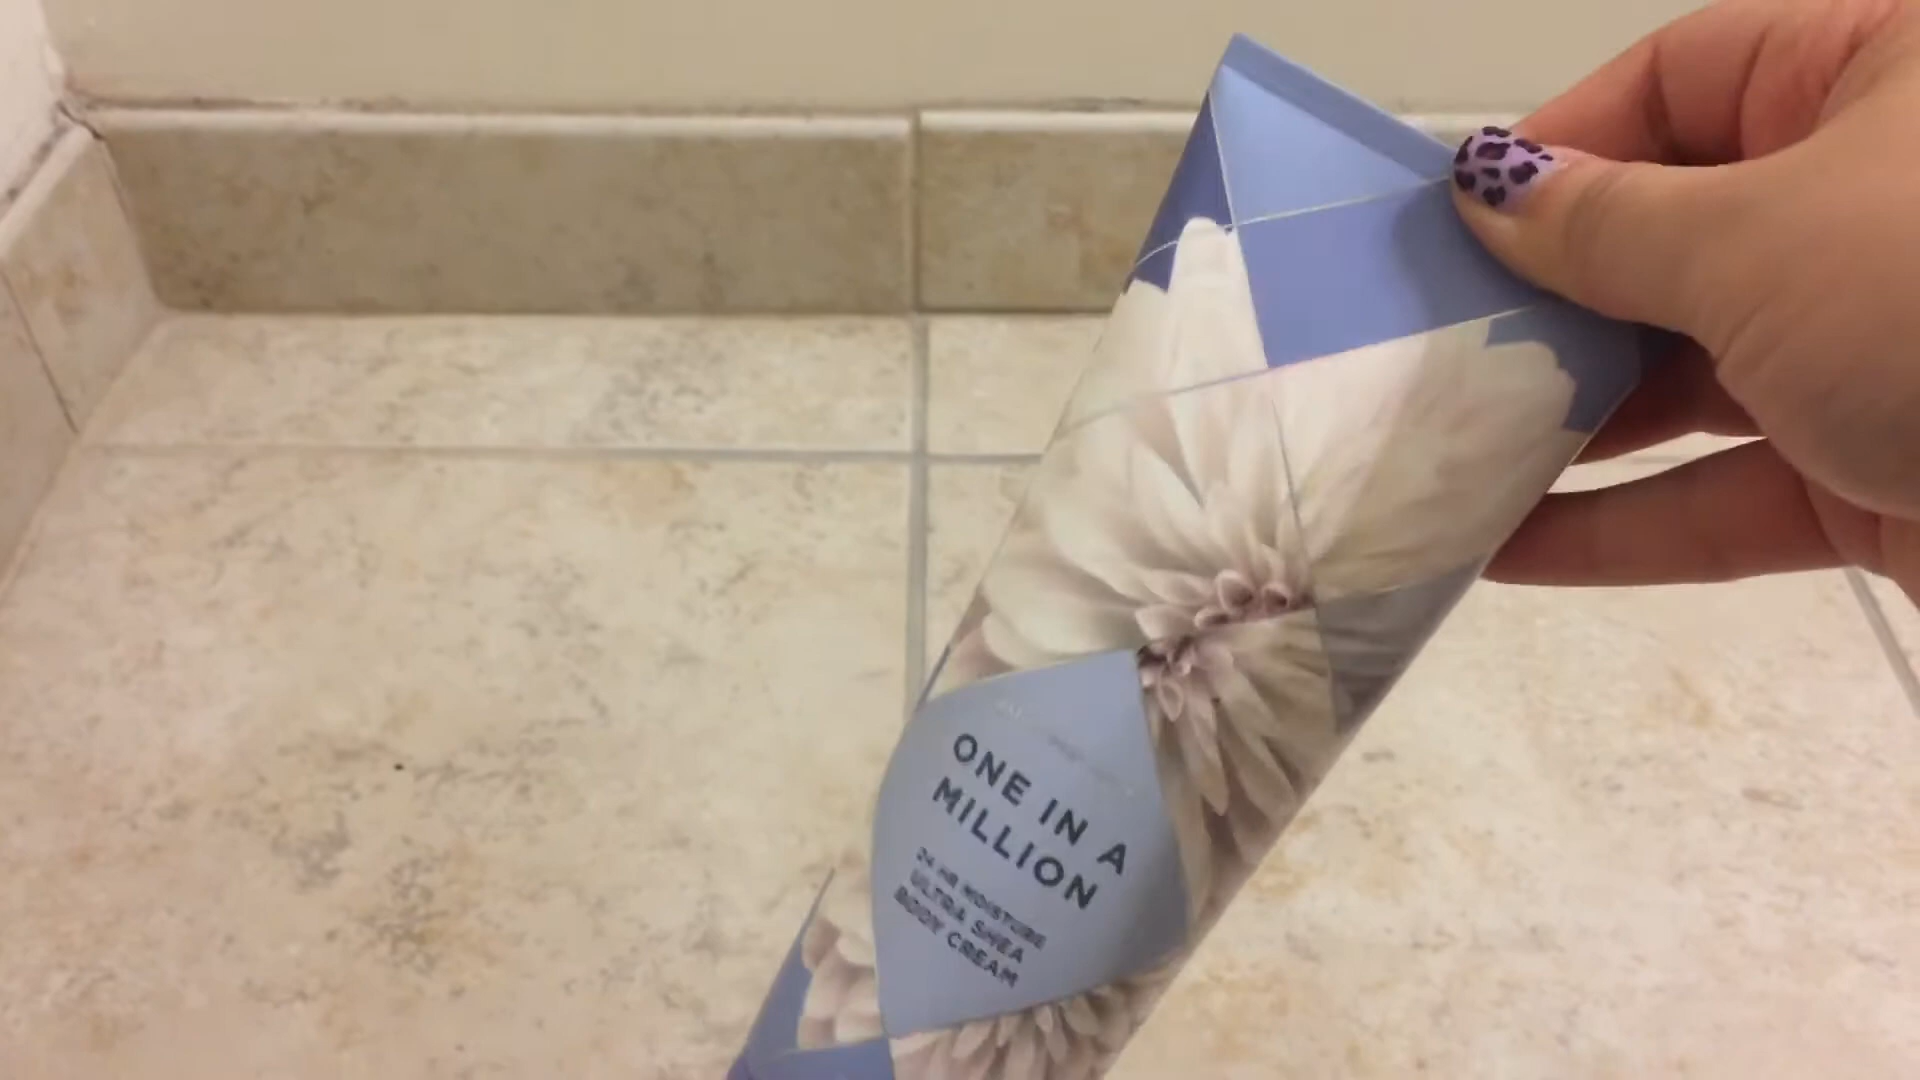 ONE IN A
MILLION
24 HR MOISTURE
ULTRA SHEA
BODY CREAM